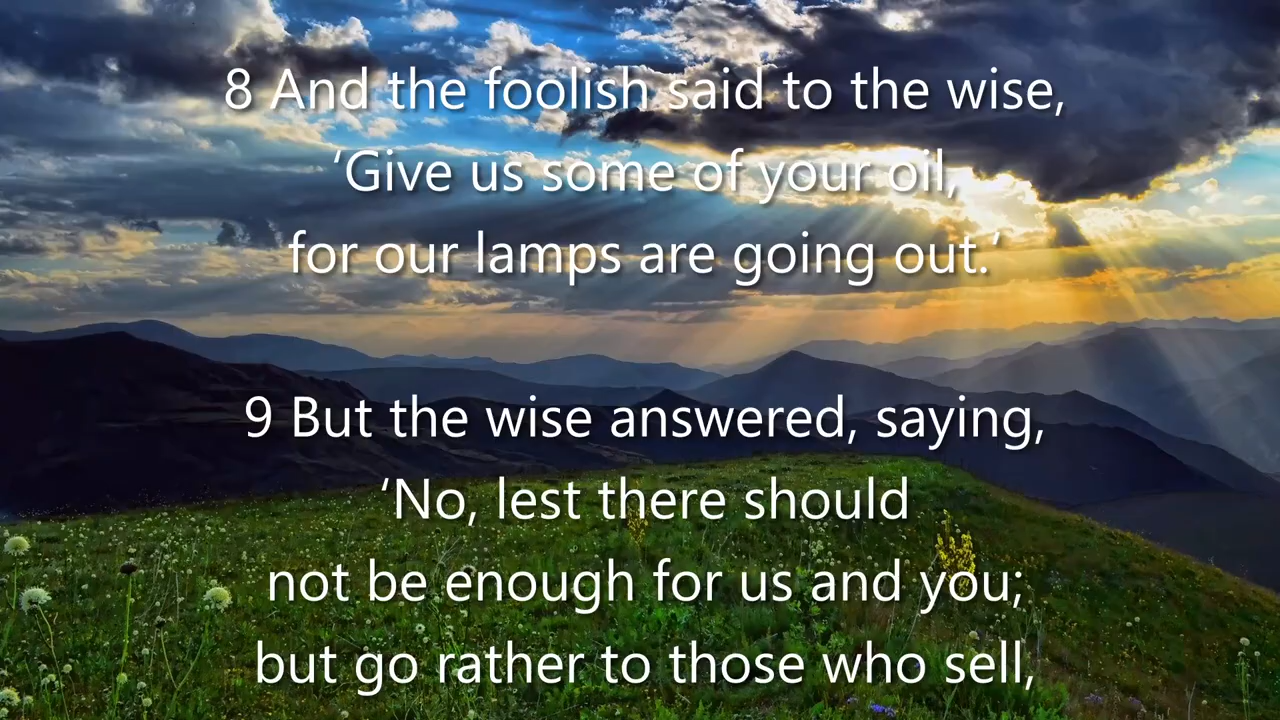 8 And the foolish said to the wise,
‘Give us some of your oil,
for our lamps are going out.’
9 But the wise answered, saying,
‘No, lest there should
not be enough for us and you;
but go rather to those who sell,